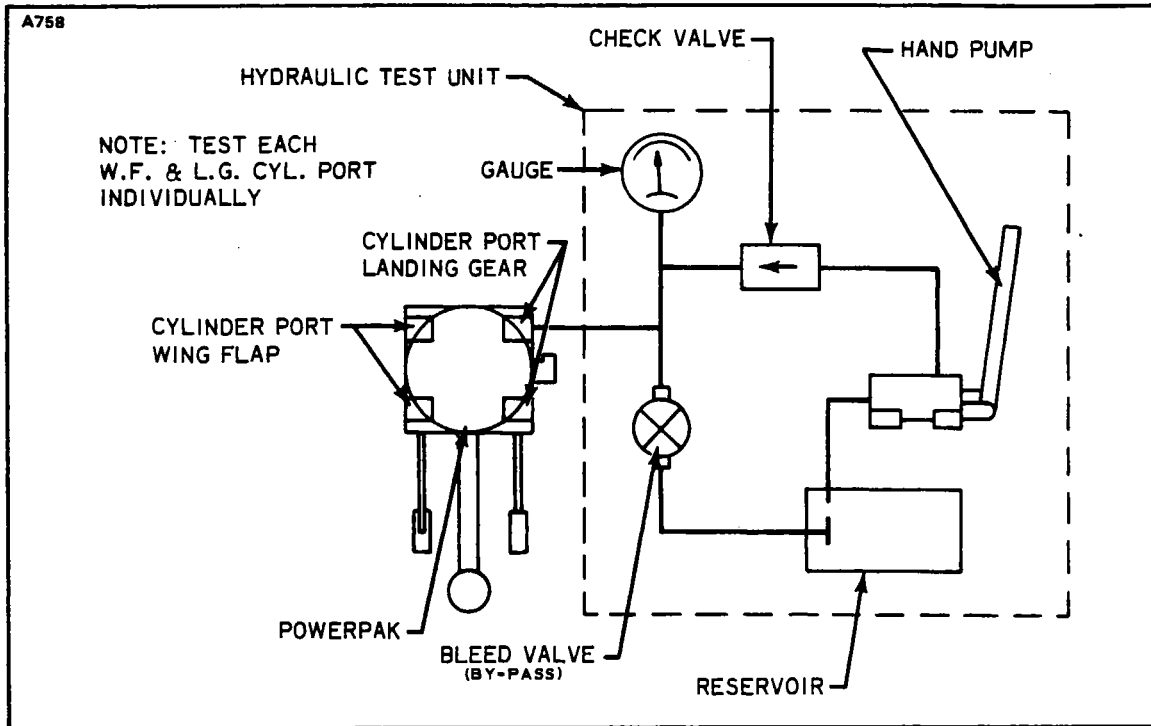 A758
CHECK VALVE
HAND PUMP
HYDRAULIC TEST UNIT
NOTE: TEST EACH
W.F. & L.G. CYL. PORT
INDIVIDUALLY
GAUGE
CYLINDER PORT
LANDING GEAR
CYLINDER PORT
WING FLAP
POWERPAK
BLEED VALVE
(BY-PASS)
RESERVOIR